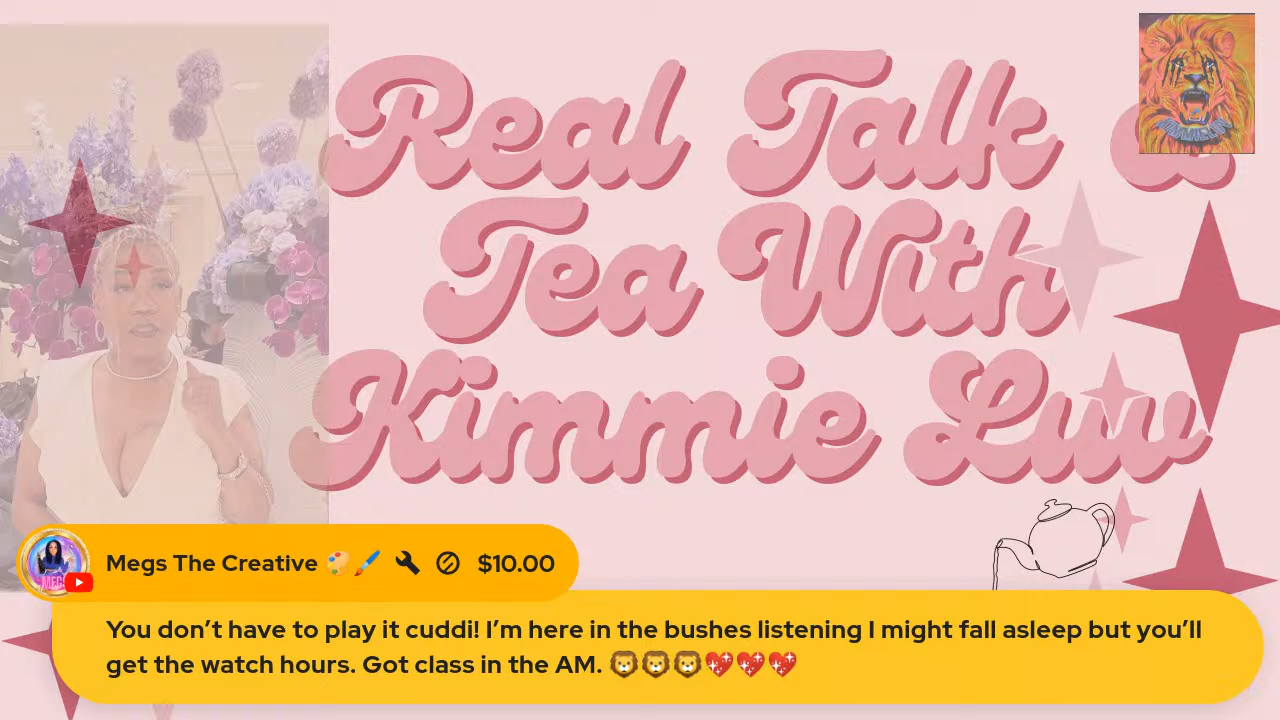 Real Talk &
Tea With
Kimmie Luv
Megs The Creative 🎨🖌️ $10.00
You don’t have to play it cuddi! I’m here in the bushes listening I might fall asleep but you’ll
get the watch hours. Got class in the AM. 🦁🦁🦁💖💖💖